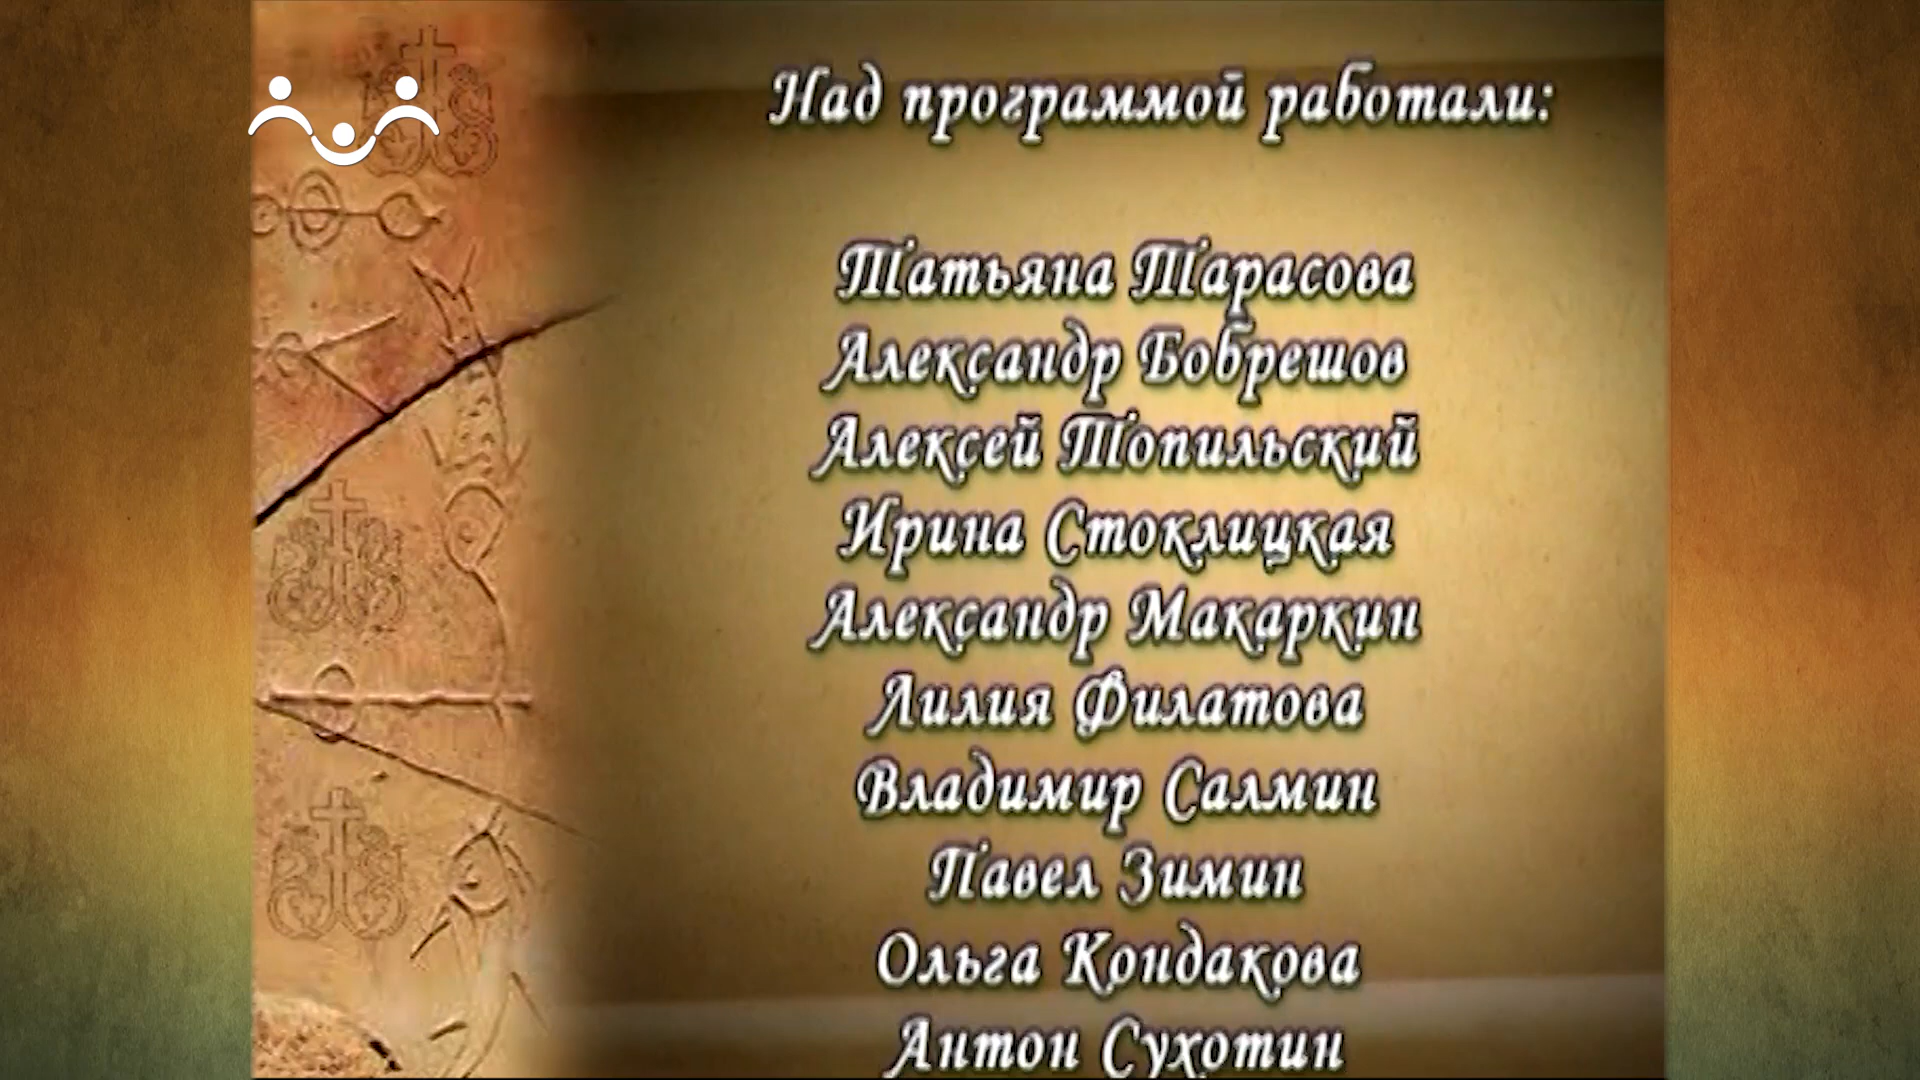 Над программой работали:
Татьяна Тарасова
Александр Бобрешов
Алексей Топильский
Ирина Стоклицкая
Александр Макаркин
Лилия Филатова
Владимир Салмин
Павел Зимин
Ольга Кондакова
Антон Сухотин